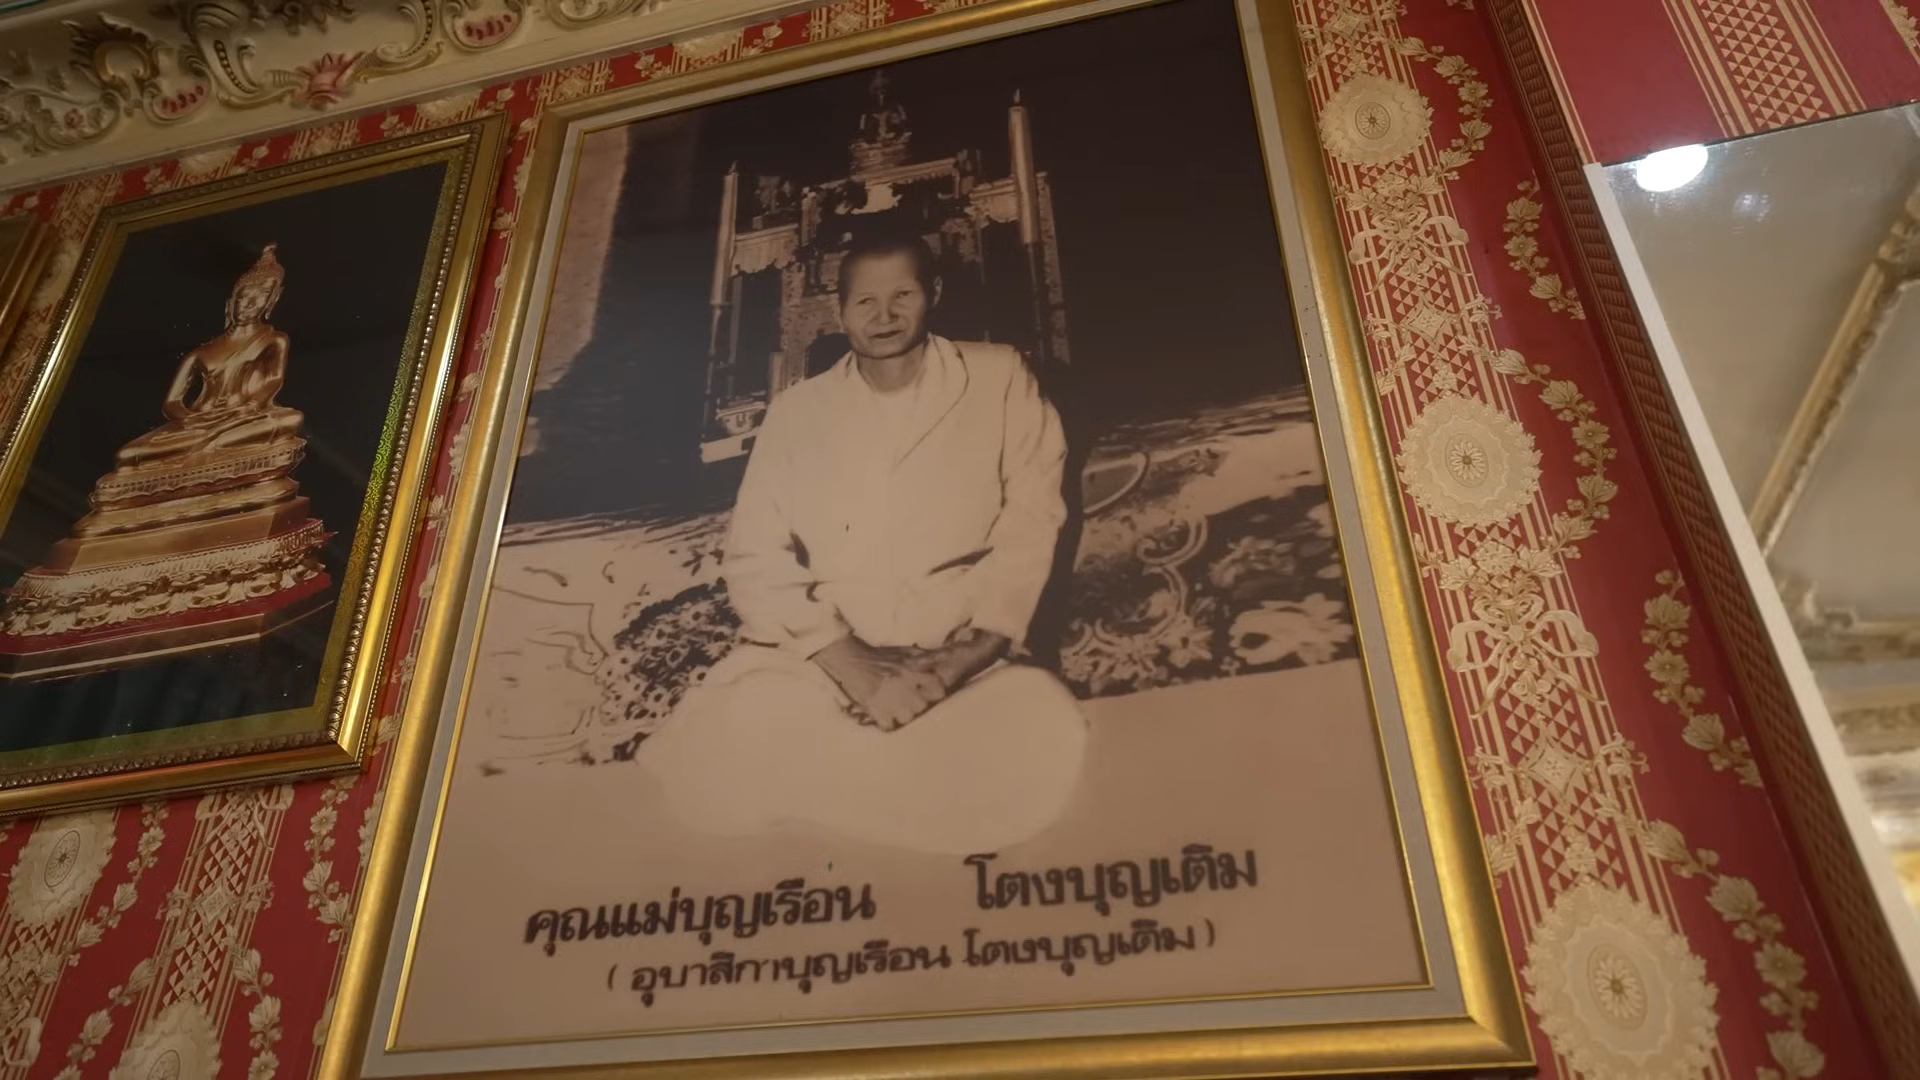 คุณแม่บุญเรือน โตงบุญเติม
( อุบาสิกาบุญเรือน โตงบุญเติม )